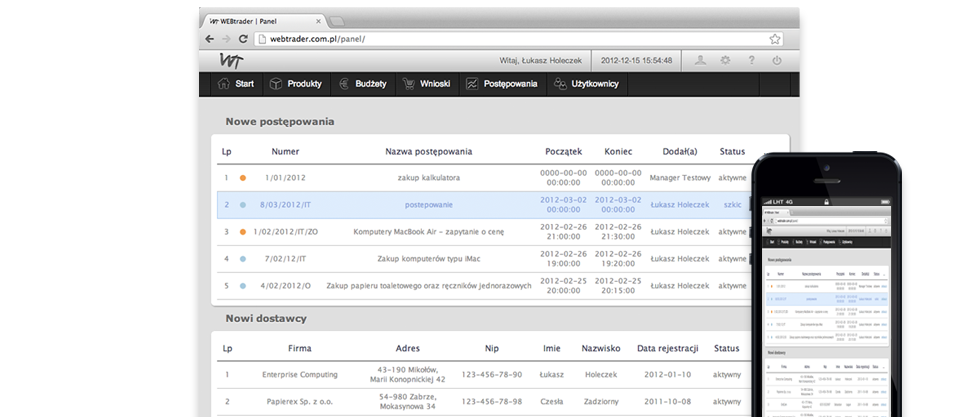 WT WEBtrader | Panel ×
webtrader.com.pl/panel/
WT Witaj, Łukasz Holeczek 2012-12-15 15:54:48 ?
Start Produkty Budżety Wnioski Postępowania Użytkownicy
Nowe postępowania
Lp Numer Nazwa postępowania Początek Koniec Dodał(a) Status
1 1/01/2012 zakup kalkulatora 0000-00-00 00:00:00 0000-00-00 00:00:00 Manager Testowy aktywne
2 8/03/2012/IT postepowanie 2012-03-02 00:00:00 2012-03-02 00:00:00 Łukasz Holeczek szkic
3 1/02/2012/IT/ZO Komputery MacBook Air - zapytanie o cenę 2012-02-26 21:00:00 2012-02-26 21:30:00 Łukasz Holeczek aktywne
4 7/02/12/IT Zakup komputerów typu iMac 2012-02-26 19:00:00 2012-02-26 19:20:00 Łukasz Holeczek aktywne
5 4/02/2012/O Zakup papieru toaletowego oraz ręczników jednorazowych 2012-02-25 20:00:00 2012-02-25 20:15:00 Łukasz Holeczek aktywne
Nowi dostawcy
Lp Firma Adres Nip Imie Nazwisko Data rejestracji Status
1 Enterprise Computing 43-190 Mikołów, Marii Konopnickiej 42 123-456-78-90 Łukasz Holeczek 2012-01-10 aktywny
2 Papierex Sp. z o.o. 54-980 Zabrze, Mokasynowa 34 123-456-78-98 Czesła Zadziorny 2011-10-08 aktywny
LHT 4G